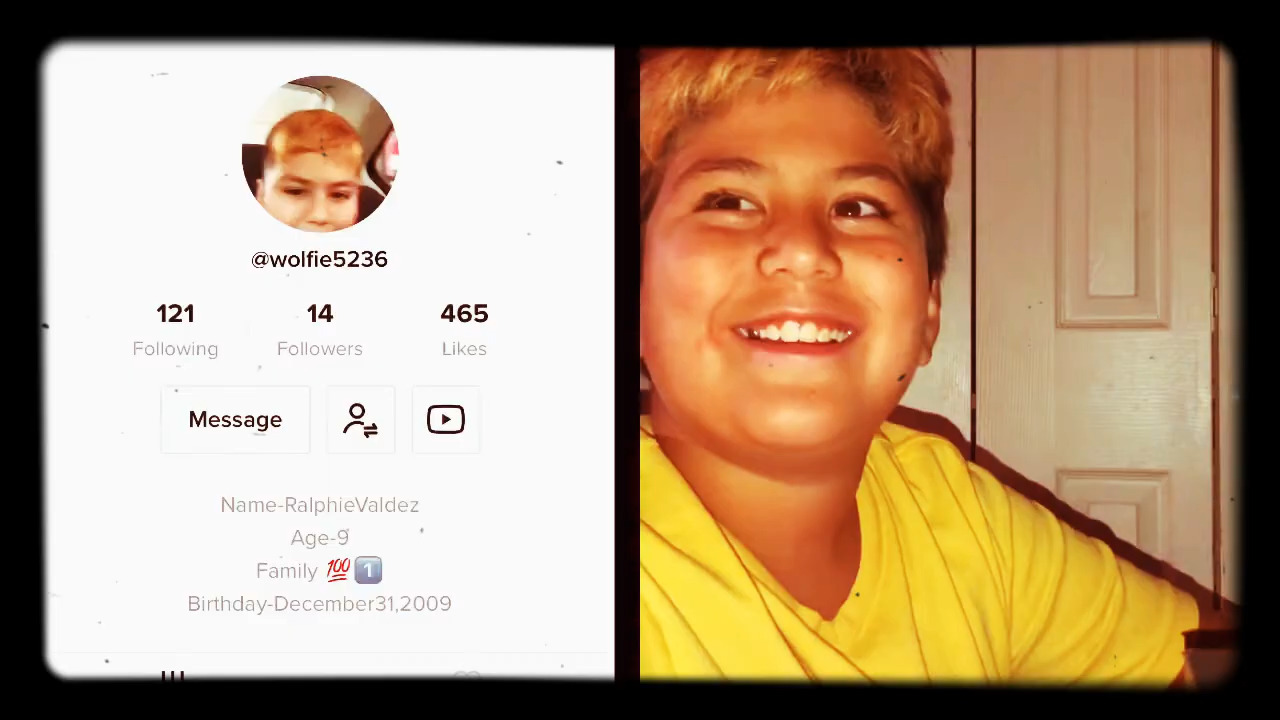 @wolfie5236
121 14 465
Following Followers Likes
Message
Name-RalphieValdez
Age-9
Family 💯1️⃣
Birthday-December31,2009